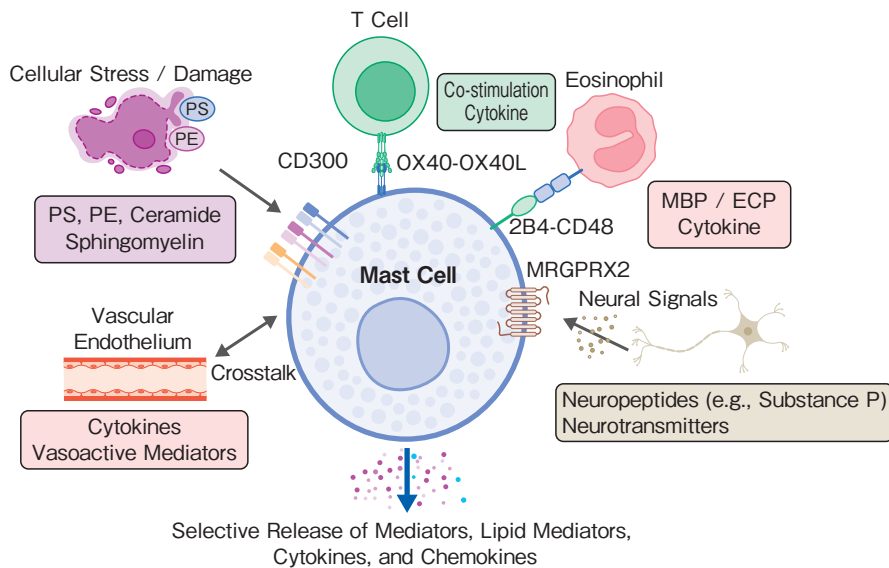 T Cell
Cellular Stress / Damage
PS
PE
Co-stimulation
Cytokine
Eosinophil
CD300
OX40-OX40L
PS, PE, Ceramide
Sphingomyelin
2B4-CD48
MBP / ECP
Cytokine
Mast Cell
MRGPRX2
Neural Signals
Vascular
Endothelium
Crosstalk
Cytokines
Vasoactive Mediators
Neuropeptides (e.g., Substance P)
Neurotransmitters
Selective Release of Mediators, Lipid Mediators,
Cytokines, and Chemokines